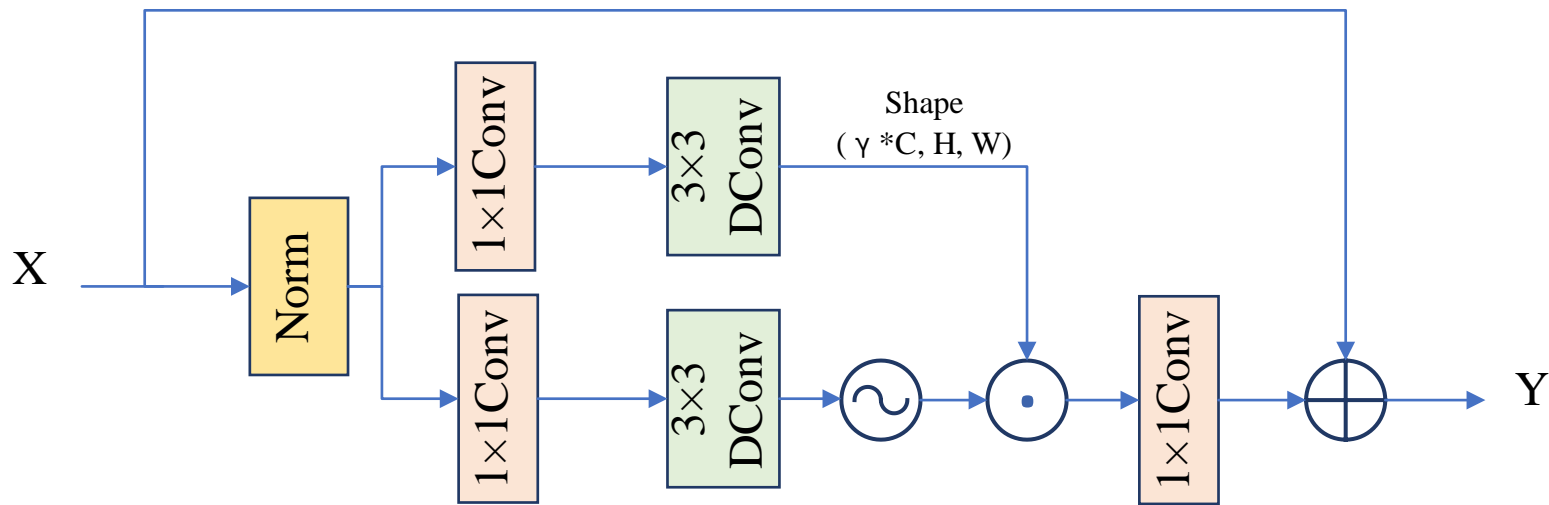 X
Norm
1×1Conv
3×3
DConv
Shape
( γ *C, H, W)
1×1Conv
3×3
DConv
1×1Conv
Y